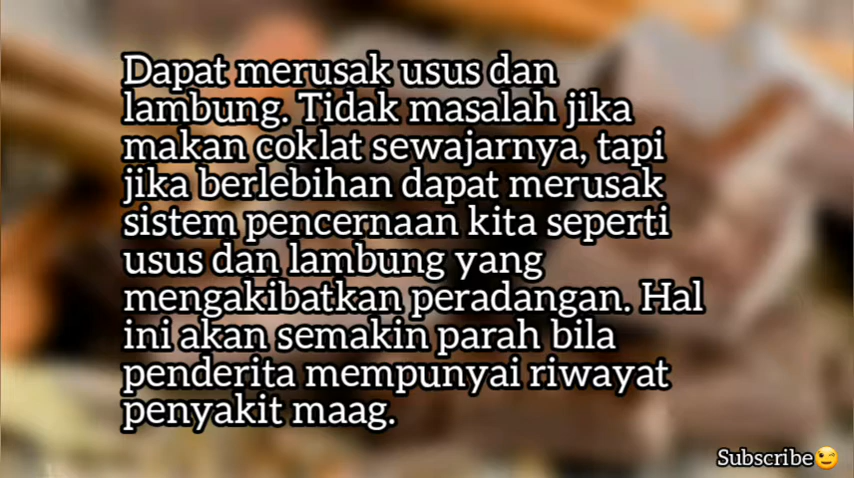 Dapat merusak usus dan
lambung. Tidak masalah jika
makan coklat sewajarnya, tapi
jika berlebihan dapat merusak
sistem pencernaan kita seperti
usus dan lambung yang
mengakibatkan peradangan. Hal
ini akan semakin parah bila
penderita mempunyai riwayat
penyakit maag.
Subscribe😉